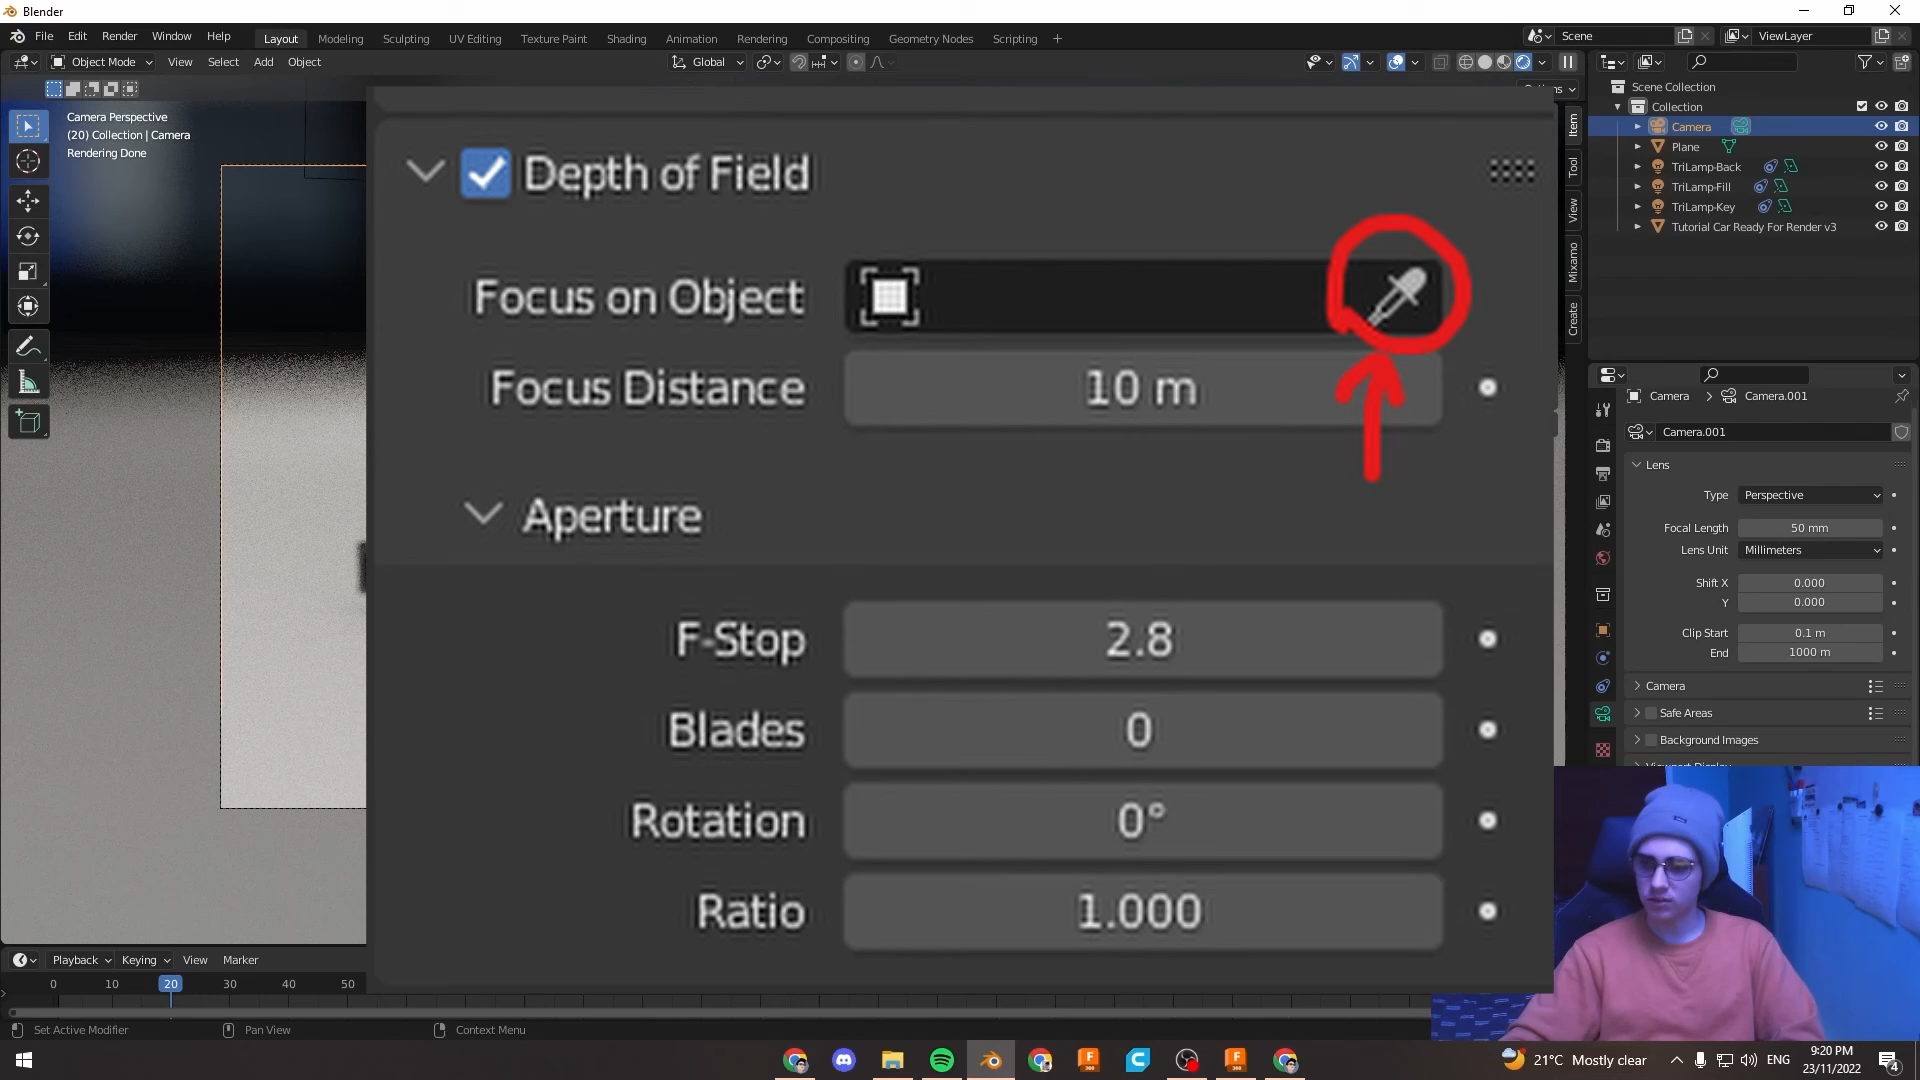 Blender
File Edit Render Window Help Layout Modeling Sculpting UV Editing Texture Paint Shading Animation Rendering Compositing Geometry Nodes Scripting + Scene ViewLayer
Object Mode View Select Add Object Global
Camera Perspective
(20) Collection | Camera
Rendering Done
Depth of Field
Focus on Object
Focus Distance 10 m
Aperture
F-Stop 2.8
Blades 0
Rotation 0°
Ratio 1.000
Item
Tool
View
Mixamo
Create
Scene Collection
Collection
Camera
Plane
TriLamp-Back
TriLamp-Fill
TriLamp-Key
Tutorial Car Ready For Render v3
Camera > Camera.001
Camera.001
Lens
Type Perspective
Focal Length 50 mm
Lens Unit Millimeters
Shift X 0.000
Y 0.000
Clip Start 0.1 m
End 1000 m
Camera
Safe Areas
Background Images
Playback Keying View Marker
0 10 20 30 40 50
Set Active Modifier Pan View Context Menu
21°C Mostly clear ENG 9:20 PM
23/11/2022
4